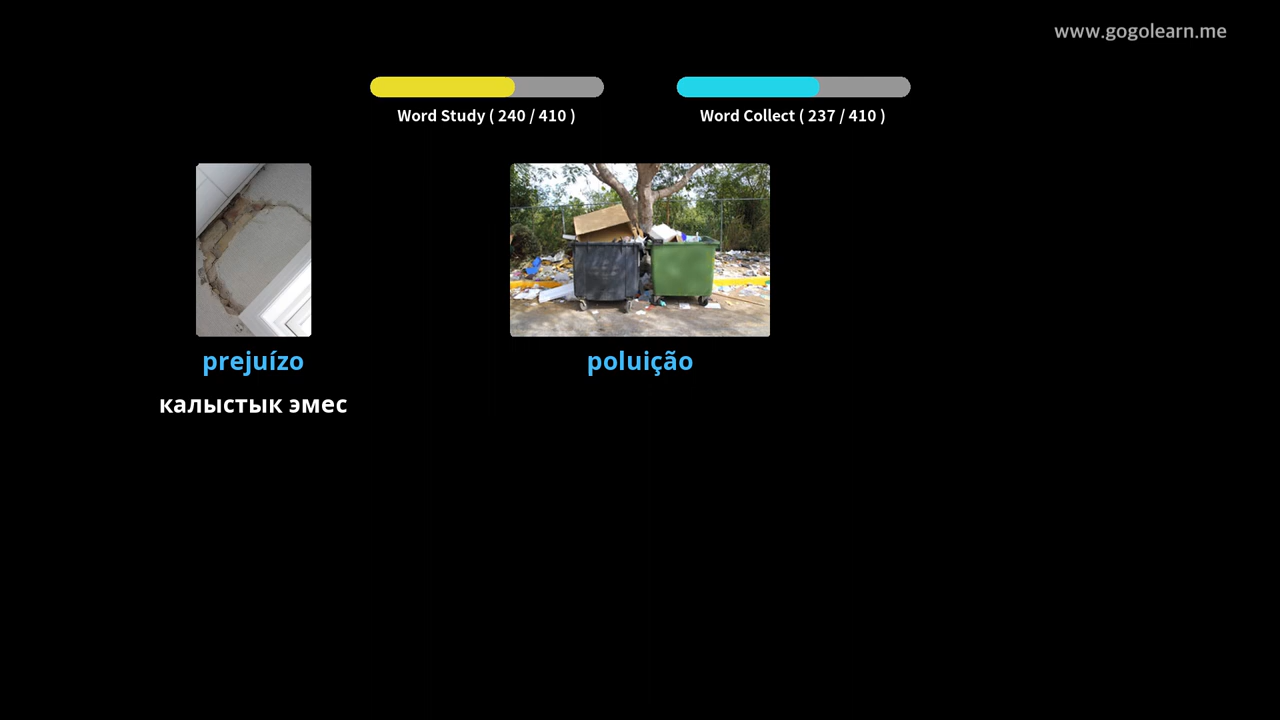 www.gogolearn.me
Word Study ( 240 / 410 )
Word Collect ( 237 / 410 )
prejuízo
poluição
калыстык эмес